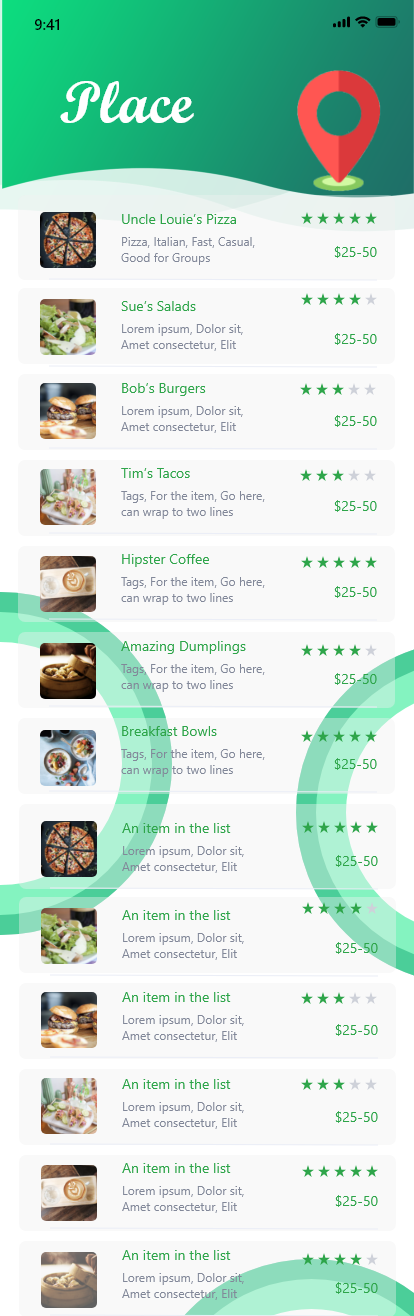 9:41
Place
Uncle Louie's Pizza
Pizza, Italian, Fast, Casual,
Good for Groups
$25-50
Sue's Salads
Lorem ipsum, Dolor sit,
Amet consectetur, Elit
$25-50
Bob's Burgers
Lorem ipsum, Dolor sit,
Amet consectetur, Elit
$25-50
Tim's Tacos
Tags, For the item, Go here,
can wrap to two lines
$25-50
Hipster Coffee
Tags, For the item, Go here,
can wrap to two lines
$25-50
Amazing Dumplings
Tags, For the item, Go here,
can wrap to two lines
$25-50
Breakfast Bowls
Tags, For the item, Go here,
can wrap to two lines
$25-50
An item in the list
Lorem ipsum, Dolor sit,
Amet consectetur, Elit
$25-50
An item in the list
Lorem ipsum, Dolor sit,
Amet consectetur, Elit
$25-50
An item in the list
Lorem ipsum, Dolor sit,
Amet consectetur, Elit
$25-50
An item in the list
Lorem ipsum, Dolor sit,
Amet consectetur, Elit
$25-50
An item in the list
Lorem ipsum, Dolor sit,
Amet consectetur, Elit
$25-50
An item in the list
Lorem ipsum, Dolor sit,
Amet consectetur, Elit
$25-50